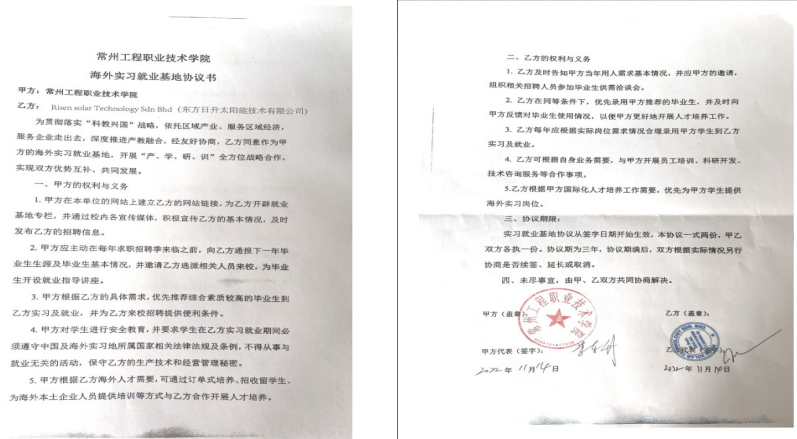 常州工程职业技术学院
海外实习就业基地协议书
甲方：常州工程职业技术学院
乙方： Risen solar Technology Sdn Bhd（东方日升太阳能技术有限公司）
为贯彻落实“科教兴国”战略，依托区域产业、服务区域经济，
服务企业走出去，深度推进产教融合，经友好协商，乙方同意作为甲
方的海外实习就业基地，开展“产、学、研、训”全方位战略合作，
实现双方优势互补、共同发展。
一、甲方的权利与义务
1. 甲方在本单位的网站上建立乙方的网站链接，为乙方开辟就业
基地专栏，并通过校内各宣传媒体，积极宣传乙方的基本情况，及时
发布乙方的招聘信息。
2. 甲方应主动在每年求职招聘季来临之前，向乙方通报下一年毕
业生生源及毕业生基本情况，并邀请乙方选派相关人员来校，为毕业
生开设就业指导讲座。
3. 甲方根据乙方的具体需求，优先推荐综合素质较高的毕业生到
乙方实习及就业，并为乙方来校招聘提供便利条件。
4. 甲方对学生进行安全教育，并要求学生在乙方实习就业期间必
须遵守中国及海外实习地所属国家相关法律法规及条例，不得从事与
就业无关的活动，保守乙方的生产技术和经营管理秘密。
5. 甲方根据乙方海外人才需要，可通过订单式培养、招收留学生、
为海外本土企业人员提供培训等方式与乙方合作开展人才培养。
二、乙方的权利与义务
1. 乙方及时告知甲方当年用人需求基本情况，并应甲方的邀请，
组织相关招聘人员参加毕业生供需洽谈会。
2. 乙方在同等条件下，优先录用甲方推荐的毕业生，并及时向
甲方反馈对毕业生使用情况，以便甲方更好地开展人才培养工作。
3. 乙方每年应根据实际岗位需求情况合理录用甲方学生到乙方
实习及就业。
4. 乙方可根据自身业务需要，与甲方开展员工培训、科研开发、
技术咨询服务等合作事项。
5.乙方根据甲方国际化人才培养工作需要，优先为甲方学生提供
海外实习岗位。
三、协议期限：
实习就业基地协议从签字日期开始生效，本协议一式两份，甲乙
双方各执一份。协议期为三年，协议期满后，双方根据实际情况另行
协商是否续签、延长或取消。
四、未尽事宜，由甲、乙双方共同协商解决。
甲方（盖章）： 乙方（盖章）：
常州工程职业技术学院
甲方代表（签字）： 乙方代表（签字）：
2022年 11月14日 2022年 11月10日